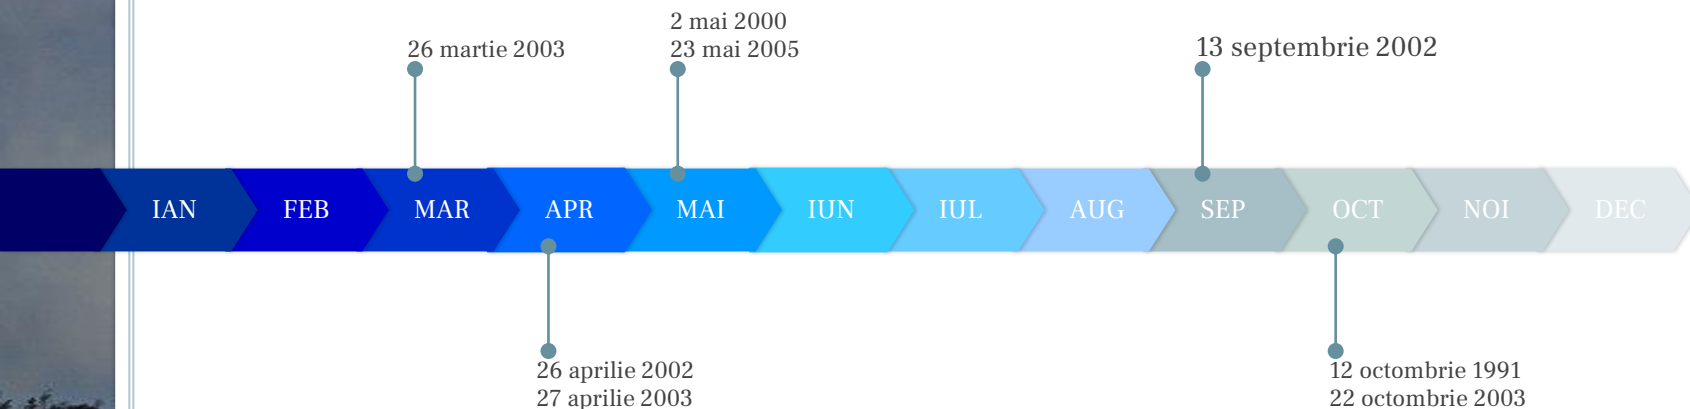 2 mai 2000
26 martie 2003
23 mai 2005
13 septembrie 2002
IAN
FEB
MAR
APR
MAI
IUN
IUL
AUG
SEP
OCT
NOI
DEC
26 aprilie 2002
27 aprilie 2003
12 octombrie 1991
22 octombrie 2003